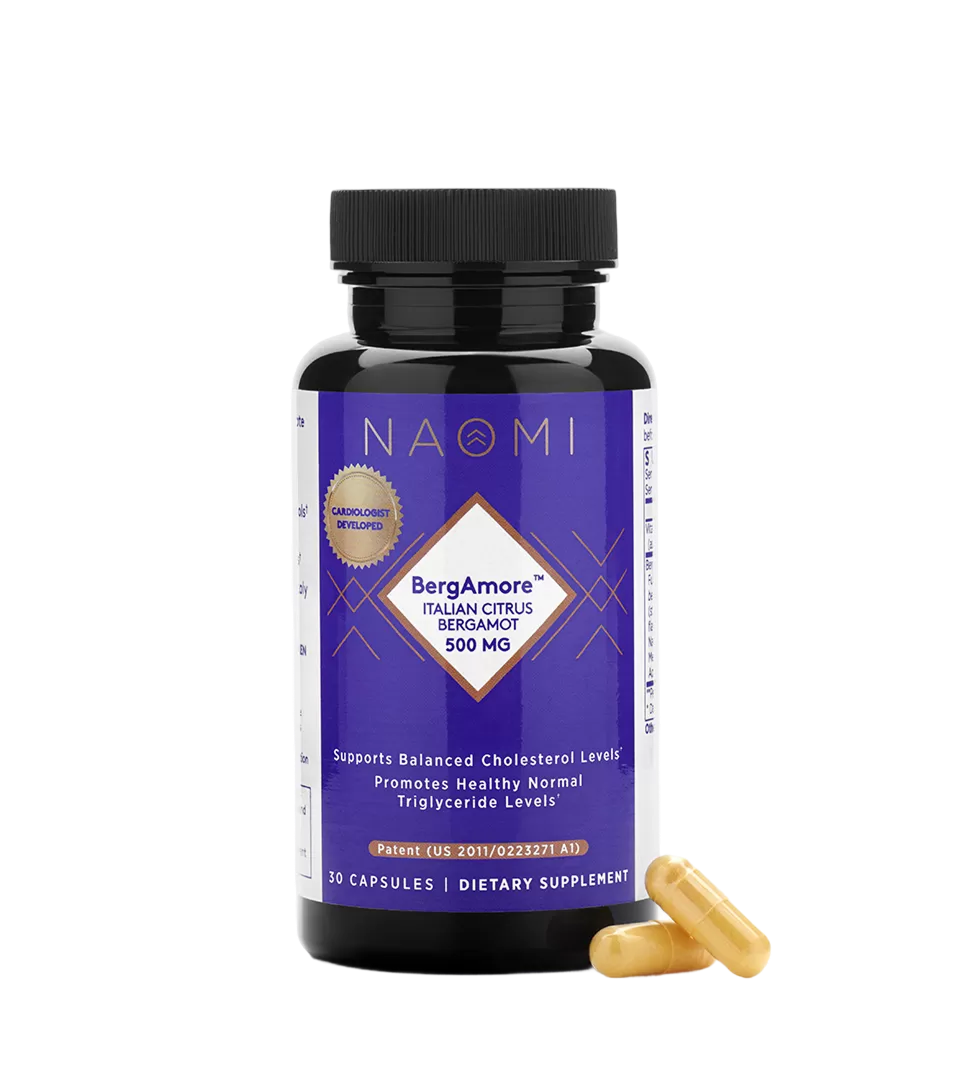 NAOMI
CARDIOLOGIST
DEVELOPED
BergAmore™
ITALIAN CITRUS
BERGAMOT
500 MG
Supports Balanced Cholesterol Levels†
Promotes Healthy Normal
Triglyceride Levels†
Patent (US 2011/0223271 A1)
30 CAPSULES | DIETARY SUPPLEMENT